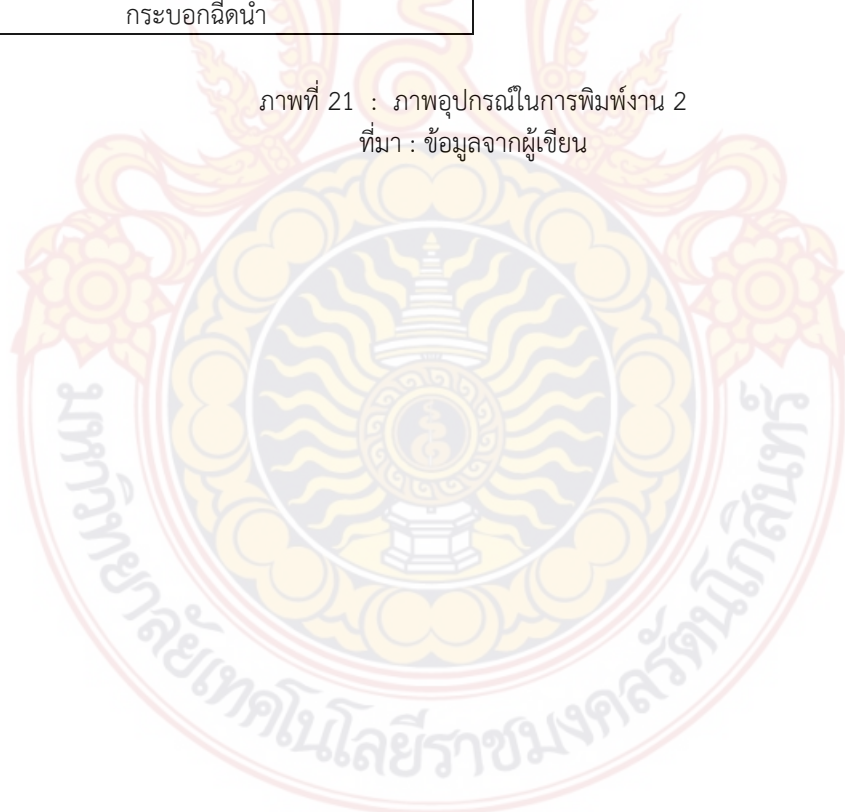 กระบอกฉีดน้ำ
ภาพที่ 21 : ภาพอุปกรณ์ในการพิมพ์งาน 2
ที่มา : ข้อมูลจากผู้เขียน
มหาวิทยาลัยเทคโนโลยีราชมงคลรัตนโกสินทร์